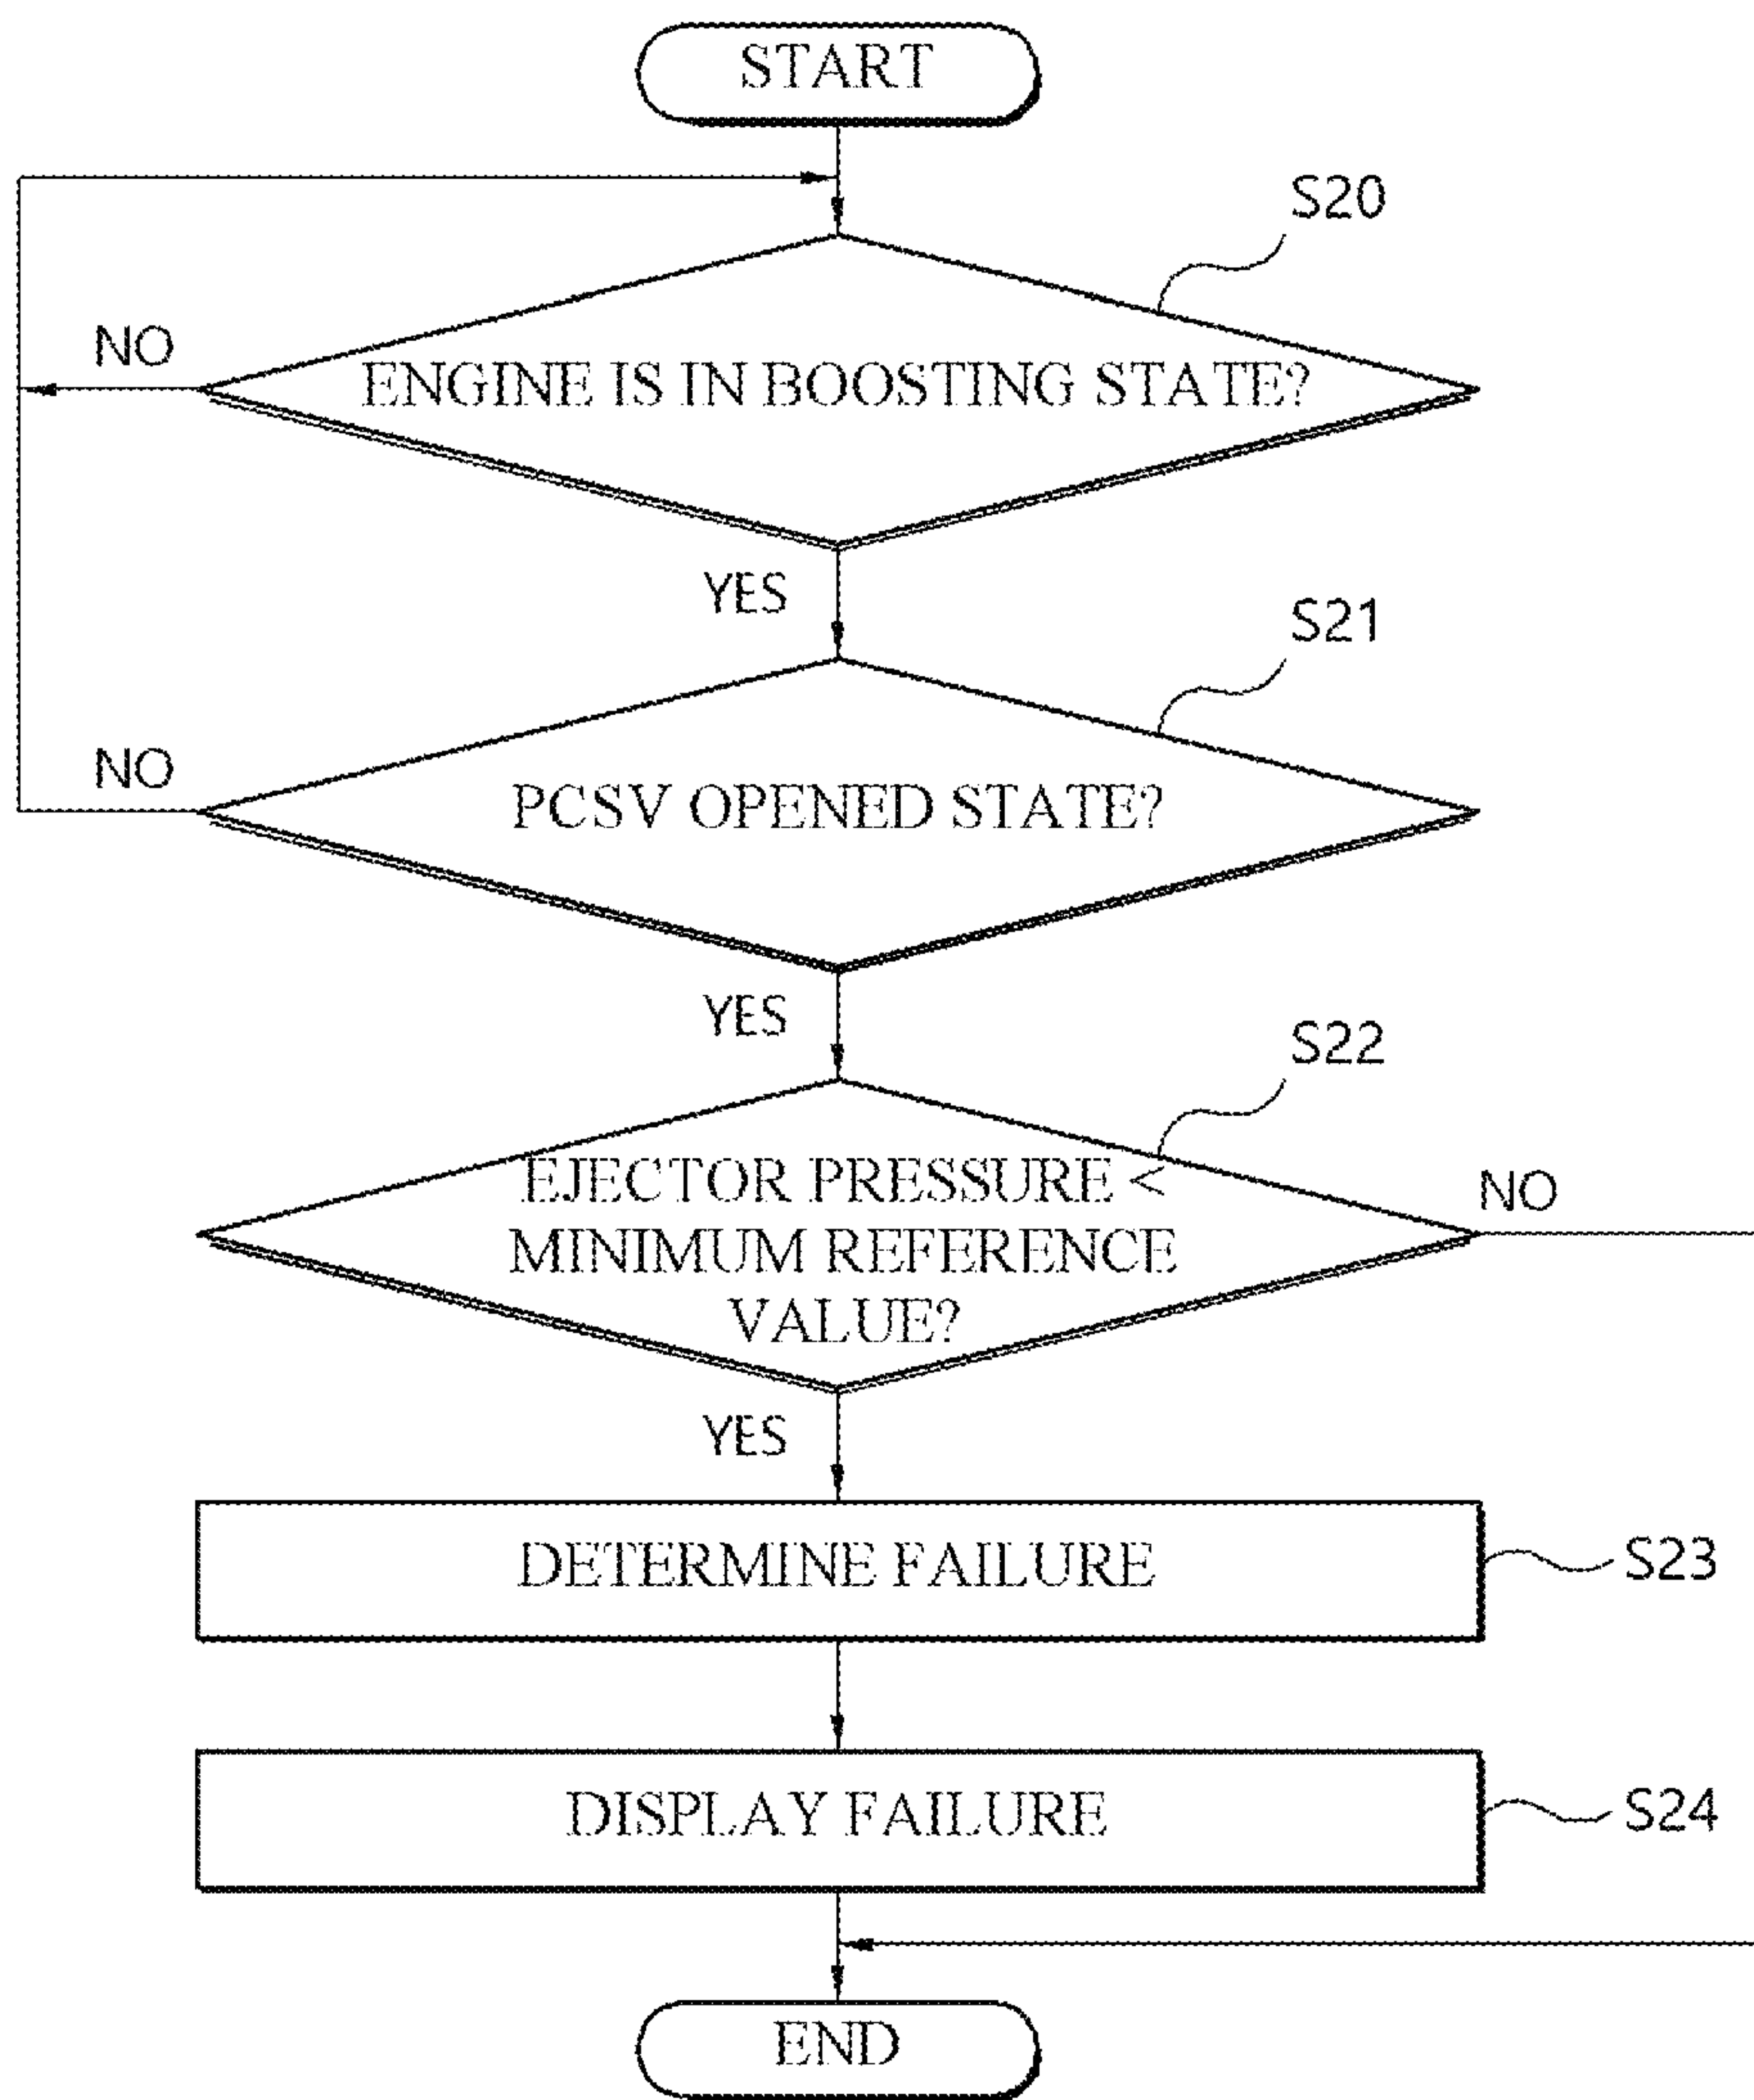 START
S20
NO
ENGINE IS IN BOOSTING STATE?
YES
S21
NO
PCSV OPENED STATE?
YES
S22
EJECTOR PRESSURE <
NO
MINIMUM REFERENCE
VALUE?
YES
DETERMINE FAILURE
S23
DISPLAY FAILURE
S24
END